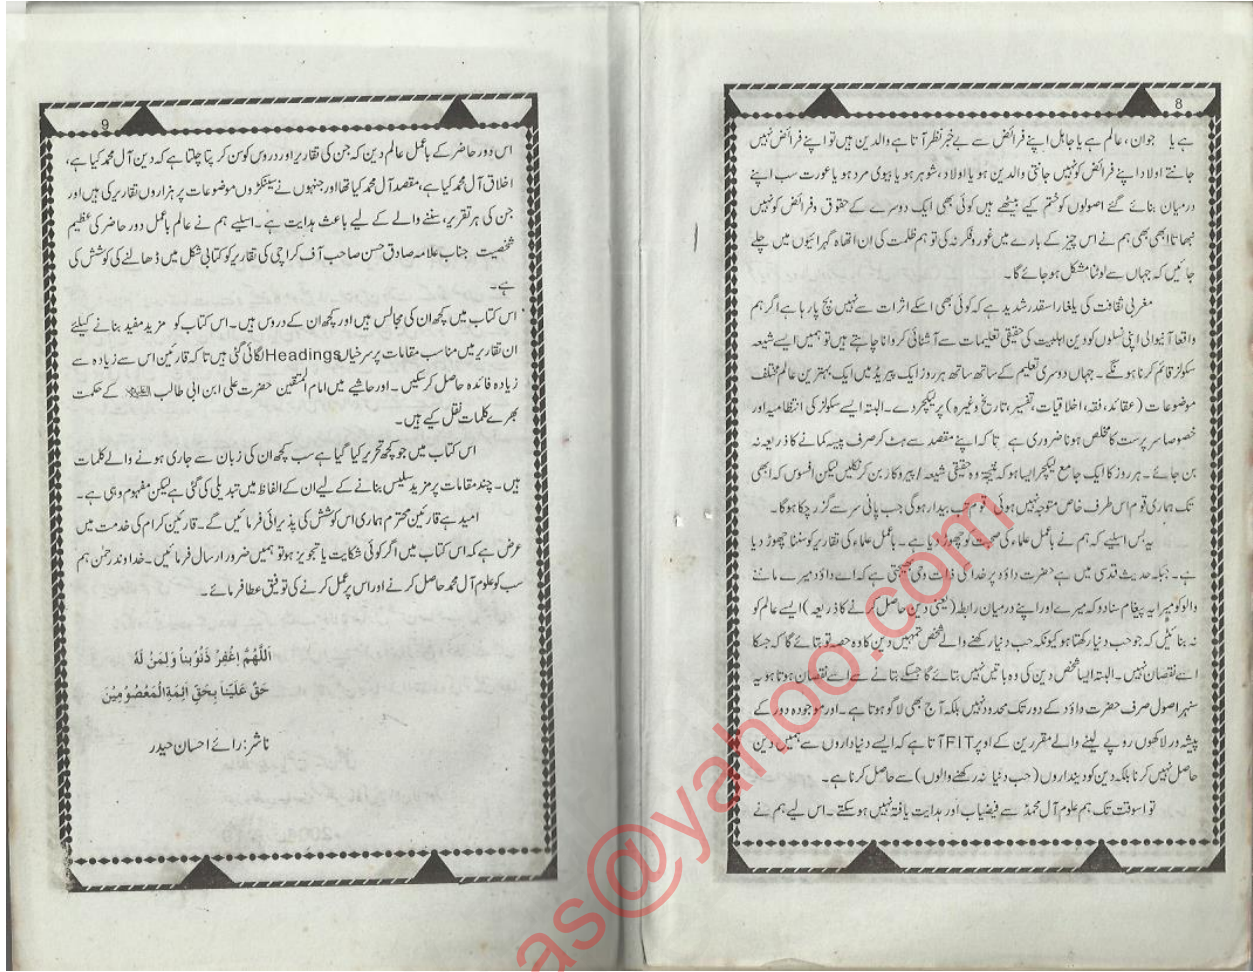 8
ہے یا جوان، عالم ہے یا جاہل اپنے فرائض سے بے خبر نظر آتا ہے والدین ہیں تو اپنے فرائض نہیں
جانتے اولاد اپنے فرائض کو نہیں جانتی والدین ہو یا اولاد، شوہر ہو یا بیوی مرد ہو یا عورت سب اپنے
درمیان بنائے گئے اصولوں کو ختم کیے بیٹھے ہیں کوئی بھی ایک دوسرے کے حقوق و فرائض کو نہیں
نبھاتا ابھی بھی ہم نے اس چیز کے بارے میں غور و فکر نہ کی تو ہم ظلمت کی ان اتھاہ گہرائیوں میں چلے
جائیں کہ جہاں سے لوٹنا مشکل ہو جائے گا۔
مغربی ثقافت کی یلغار اسقدر شدید ہے کہ کوئی بھی اسکے اثرات سے نہیں بچ پا رہا ہے اگر ہم
واقعا آنیوالی اپنی نسلوں کو دین اہلبیت کی حقیقی تعلیمات سے آشنائی کروانا چاہتے ہیں تو ہمیں ایسے شیعہ
سکولز قائم کرنا ہونگے۔ جہاں دوسری تعلیم کے ساتھ ساتھ ہر روز ایک پیریڈ میں ایک بہترین عالم مختلف
موضوعات (عقائد، فقہ، اخلاقیات، تفسیر، تاریخ وغیرہ) پر لیکچر دے۔ البتہ ایسے سکولز کی انتظامیہ اور
خصوصا سرپرست کا مخلص ہونا ضروری ہے تا کہ اپنے مقصد سے ہٹ کر صرف پیسہ کمانے کا ذریعہ نہ
بن جائے۔ ہر روز کا ایک جامع لیکچر ایسا ہو کہ نتیجۃ وہ حقیقی شیعہ / پیروکار بن کر نکلیں لیکن افسوس کہ ابھی
تک ہماری قوم اس طرف خاص متوجہ نہیں ہوئی قوم تب بیدار ہوگی جب پانی سر سے گزر چکا ہوگا۔
یہ بس اسلیے کہ ہم نے باعمل علماء کی صحبت کو چھوڑ دیا ہے۔ باعمل علماء کی تقاریر کو سننا چھوڑ دیا
ہے۔ جبکہ حدیث قدسی میں ہے حضرت داؤد پر خدا کی ذات وحی بھیجتی ہے کہ اے داؤد میرے ماننے
والوں کو میرا یہ پیغام سنا دو کہ میرے اور اپنے درمیان رابطہ (یعنی دین حاصل کرنے کا ذریعہ) ایسے عالم کو
نہ بنائیں کہ جو حب دنیا رکھتا ہو کیونکہ حب دنیا رکھنے والے شخص تمہیں دین کا وہ حصہ تو بتائے گا کہ جسکا
اسے نقصان نہیں۔ البتہ ایسا شخص دین کی وہ باتیں نہیں بتائے گا جسکے بتانے سے اسے نقصان ہوتا ہو یہ
سنہرا اصول صرف حضرت داؤد کے دور تک محدود نہیں بلکہ آج بھی لاگو ہوتا ہے۔ اور موجودہ دور کے
پیشہ ور لاکھوں روپے لینے والے مقررین کے اوپر FIT آتا ہے کہ ایسے دنیا داروں سے ہمیں دین
حاصل نہیں کرنا بلکہ دین کو دینداروں (حب دنیا نہ رکھنے والوں) سے حاصل کرنا ہے۔
تو اسوقت تک ہم علوم آل محمدؐ سے فیضیاب اور ہدایت یافتہ نہیں ہو سکتے۔ اس لیے ہم نے
9
اس دور حاضر کے باعمل عالم دین کہ جن کی تقاریر اور دروس کو سن کر پتا چلتا ہے کہ دین آل محمد کیا ہے،
اخلاق آل محمد کیا ہے، مقصد آل محمد کیا تھا اور جنہوں نے سینکڑوں موضوعات پر ہزاروں تقاریر کی ہیں اور
جن کی ہر تقریر، سننے والے کے لیے باعث ہدایت ہے۔ اسلیے ہم نے عالم باعمل دور حاضر کی عظیم
شخصیت جناب علامہ صادق حسن صاحب آف کراچی کی تقاریر کو کتابی شکل میں ڈھالنے کی کوشش کی
ہے۔
اس کتاب میں کچھ ان کی مجالس ہیں اور کچھ ان کے دروس ہیں۔ اس کتاب کو مزید مفید بنانے کیلئے
ان تقاریر میں مناسب مقامات پر سرخیاں Headings لگائی گئی ہیں تا کہ قارئین اس سے زیادہ سے
زیادہ فائدہ حاصل کرسکیں۔ اور حاشیے میں امام المتقین حضرت علی ابن ابی طالب کے حکمت
بھرے کلمات نقل کیے ہیں۔
اس کتاب میں جو کچھ تحریر کیا گیا ہے سب کچھ ان کی زبان سے جاری ہونے والے کلمات
ہیں۔ چند مقامات پر مزید سلیس بنانے کے لیے ان کے الفاظ میں تبدیلی کی گئی ہے لیکن مفہوم وہی ہے۔
امید ہے قارئین محترم ہماری اس کوشش کی پذیرائی فرمائیں گے۔ قارئین کرام کی خدمت میں
عرض ہے کہ اس کتاب میں اگر کوئی شکایت یا تجویز ہو تو ہمیں ضرور ارسال فرمائیں۔ خداوند رحمٰن ہم
سب کو علوم آل محمد حاصل کرنے اور اس پر عمل کرنے کی توفیق عطا فرمائے۔
اَللّٰهُمَّ اِغْفِرْ ذُنُوْبِنَا وَلِمَنْ لَهٗ
حَقٌّ عَلَيْنَا بِحَقِّ اَئِمَّةِ الْمَعْصُوْمِيْنَ
ناشر: رائے احسان حیدر
as@yahoo.com